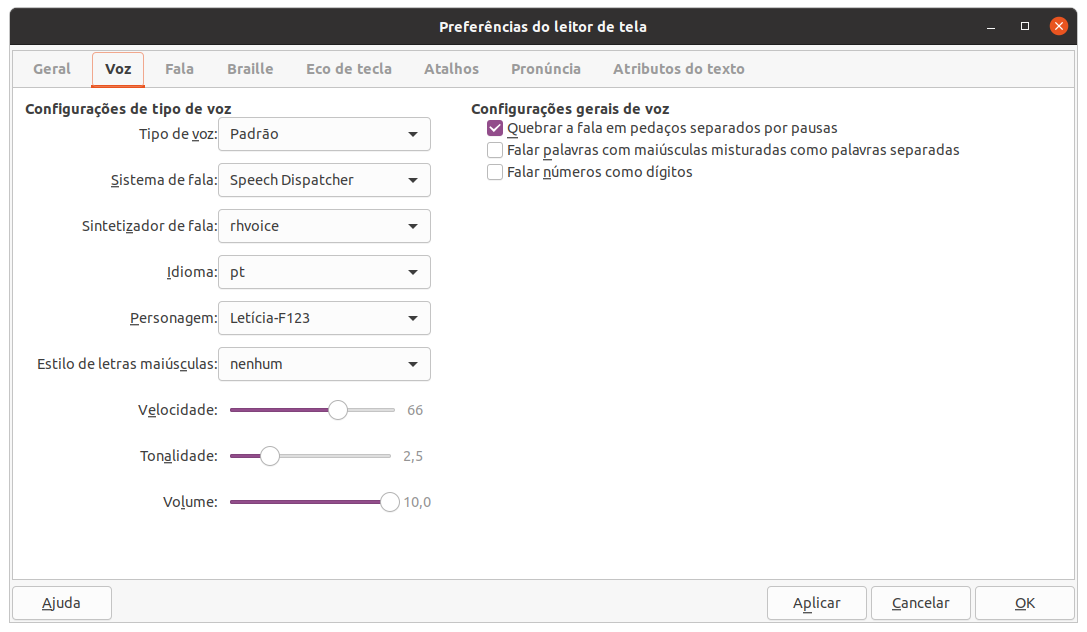 Preferências do leitor de tela
Geral Voz Fala Braille Eco de tecla Atalhos Pronúncia Atributos do texto
Configurações de tipo de voz
Tipo de voz: Padrão
Sistema de fala: Speech Dispatcher
Sintetizador de fala: rhvoice
Idioma: pt
Personagem: Letícia-F123
Estilo de letras maiúsculas: nenhum
Velocidade: 66
Tonalidade: 2,5
Volume: 10,0
Configurações gerais de voz
Quebrar a fala em pedaços separados por pausas
Falar palavras com maiúsculas misturadas como palavras separadas
Falar números como dígitos
Ajuda Aplicar Cancelar OK